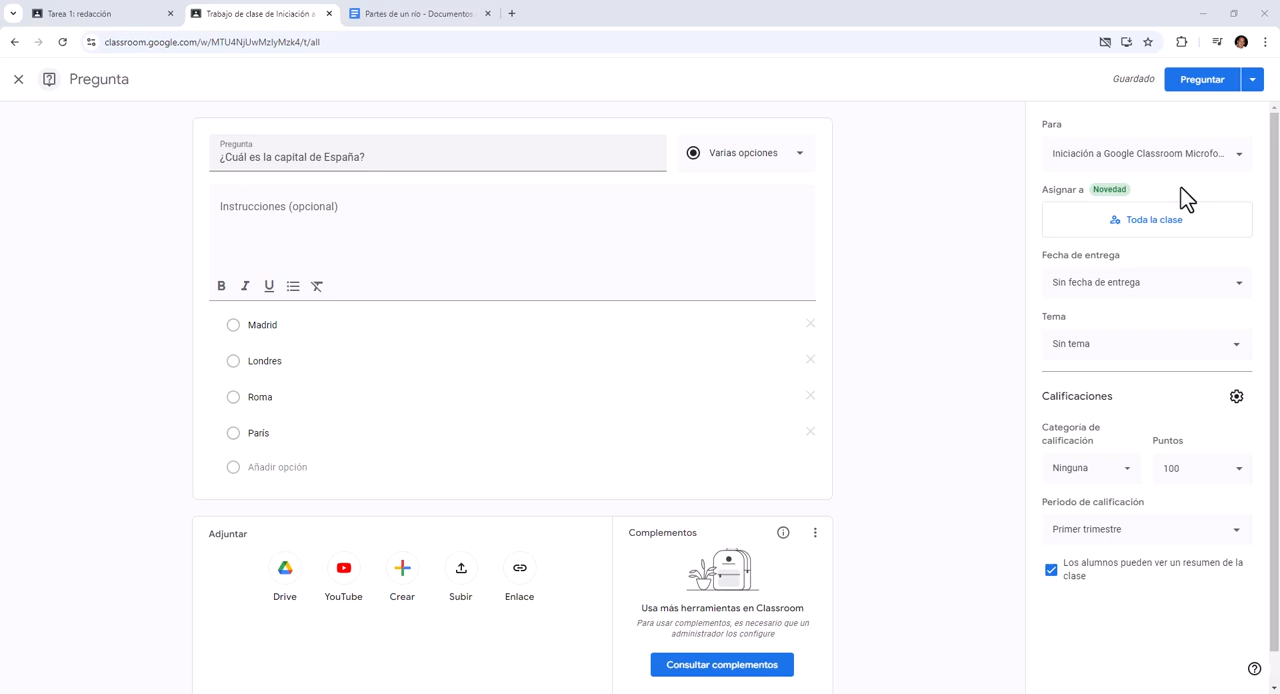 Tarea 1: redacción
Trabajo de clase de Iniciación a
Partes de un río - Documentos
classroom.google.com/w/MTU4NjUwMzIyMzk4/t/all
Pregunta
Guardado
Preguntar
Pregunta
¿Cuál es la capital de España?
Varias opciones
Instrucciones (opcional)
B I U
Madrid
Londres
Roma
París
Añadir opción
Adjuntar
Drive
YouTube
Crear
Subir
Enlace
Complementos
Usa más herramientas en Classroom
Para usar complementos, es necesario que un
administrador los configure
Consultar complementos
Para
Iniciación a Google Classroom Microfo...
Asignar a Novedad
Toda la clase
Fecha de entrega
Sin fecha de entrega
Tema
Sin tema
Calificaciones
Categoría de
calificación
Puntos
Ninguna
100
Periodo de calificación
Primer trimestre
Los alumnos pueden ver un resumen de la
clase